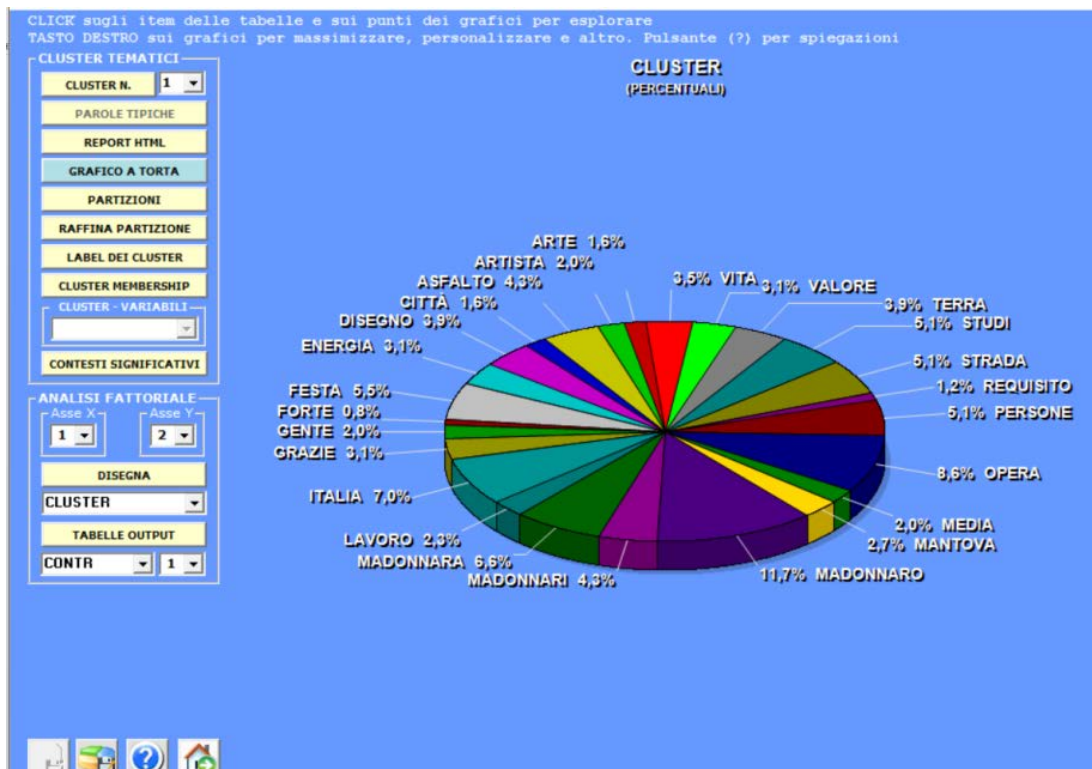 CLICK sugli item delle tabelle e sui punti dei grafici per esplorare
TASTO DESTRO sui grafici per massimizzare, personalizzare e altro. Pulsante (?) per spiegazioni
CLUSTER TEMATICI
CLUSTER N. 1
PAROLE TIPICHE
REPORT HTML
GRAFICO A TORTA
PARTIZIONI
RAFFINA PARTIZIONE
LABEL DEI CLUSTER
CLUSTER MEMBERSHIP
CLUSTER - VARIABILI
CONTESTI SIGNIFICATIVI
ANALISI FATTORIALE
Asse X Asse Y
1 2
DISEGNA
CLUSTER
TABELLE OUTPUT
CONTR 1
?
CLUSTER
(PERCENTUALI)
ARTE 1,6%
ARTISTA 2,0%
ASFALTO 4,3%
CITTÀ 1,6%
DISEGNO 3,9%
ENERGIA 3,1%
FESTA 5,5%
FORTE 0,8%
GENTE 2,0%
GRAZIE 3,1%
ITALIA 7,0%
LAVORO 2,3%
MADONNARA 6,6%
MADONNARI 4,3%
3,5% VITA
3,1% VALORE
3,9% TERRA
5,1% STUDI
5,1% STRADA
1,2% REQUISITO
5,1% PERSONE
8,6% OPERA
2,0% MEDIA
2,7% MANTOVA
11,7% MADONNARO